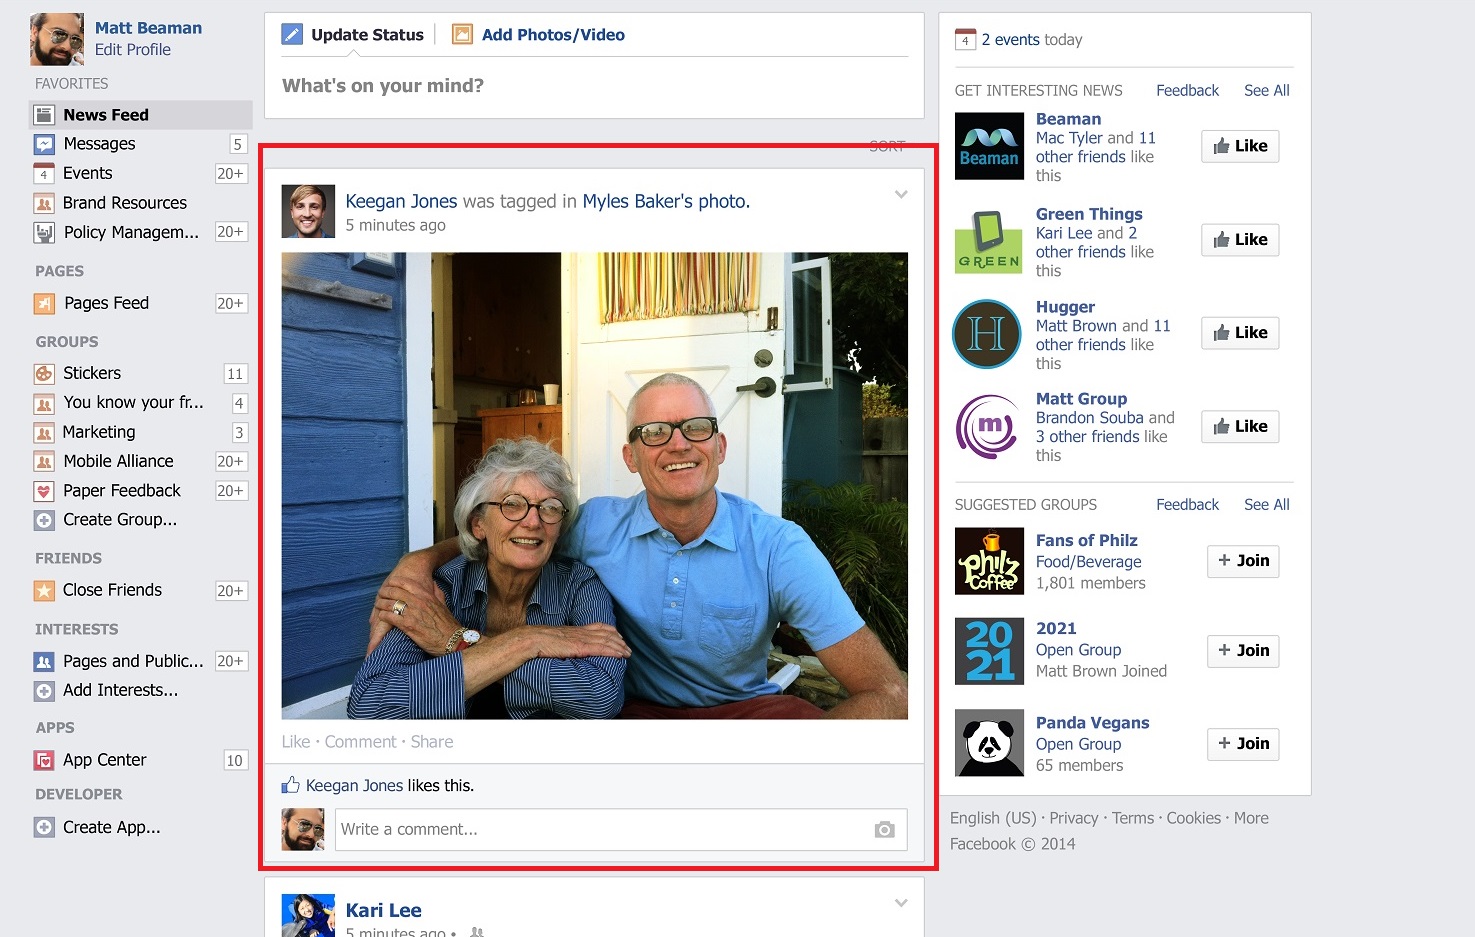 Matt Beaman
Edit Profile
FAVORITES
News Feed
Messages 5
4 Events 20+
Brand Resources
Policy Managem... 20+
PAGES
Pages Feed 20+
GROUPS
Stickers 11
You know your fr... 4
Marketing 3
Mobile Alliance 20+
Paper Feedback 20+
Create Group...
FRIENDS
Close Friends 20+
INTERESTS
Pages and Public... 20+
Add Interests...
APPS
App Center 10
DEVELOPER
Create App...
Update Status Add Photos/Video
What's on your mind?
SORT
Keegan Jones was tagged in Myles Baker's photo.
5 minutes ago
Like · Comment · Share
Keegan Jones likes this.
Write a comment...
Kari Lee
5 minutes ago •
4 2 events today
GET INTERESTING NEWS Feedback See All
Beaman
Beaman
Mac Tyler and 11
other friends like
this
Like
GREEN
Green Things
Kari Lee and 2
other friends like
this
Like
H
Hugger
Matt Brown and 11
other friends like
this
Like
m
Matt Group
Brandon Souba and
3 other friends like
this
Like
SUGGESTED GROUPS Feedback See All
Philz
Coffee
Fans of Philz
Food/Beverage
1,801 members
+ Join
20
21
2021
Open Group
Matt Brown Joined
+ Join
Panda Vegans
Open Group
65 members
+ Join
English (US) · Privacy · Terms · Cookies · More
Facebook © 2014